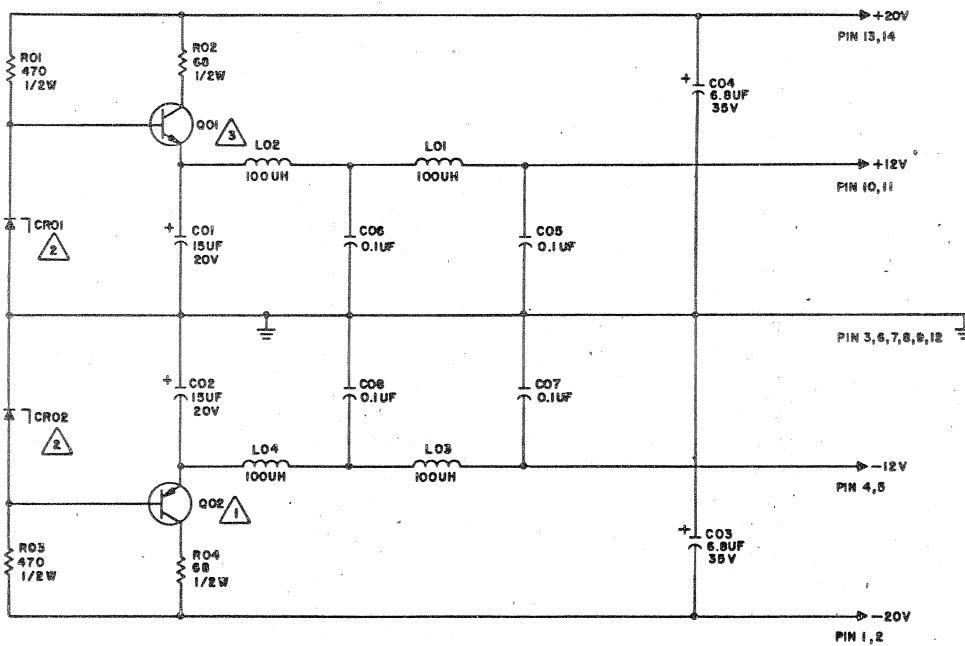 +20V
PIN 13,14
R01
470
1/2W
R02
68
1/2W
Q01
3
C04
6.8UF
35V
L02
100UH
L01
100UH
+12V
PIN 10,11
CR01
2
C01
15UF
20V
C06
0.1UF
C05
0.1UF
PIN 3,6,7,8,9,12
C02
15UF
20V
C08
0.1UF
C07
0.1UF
CR02
2
L04
100UH
L03
100UH
-12V
PIN 4,5
Q02
1
R03
470
1/2W
R04
68
1/2W
C03
6.8UF
35V
-20V
PIN 1,2